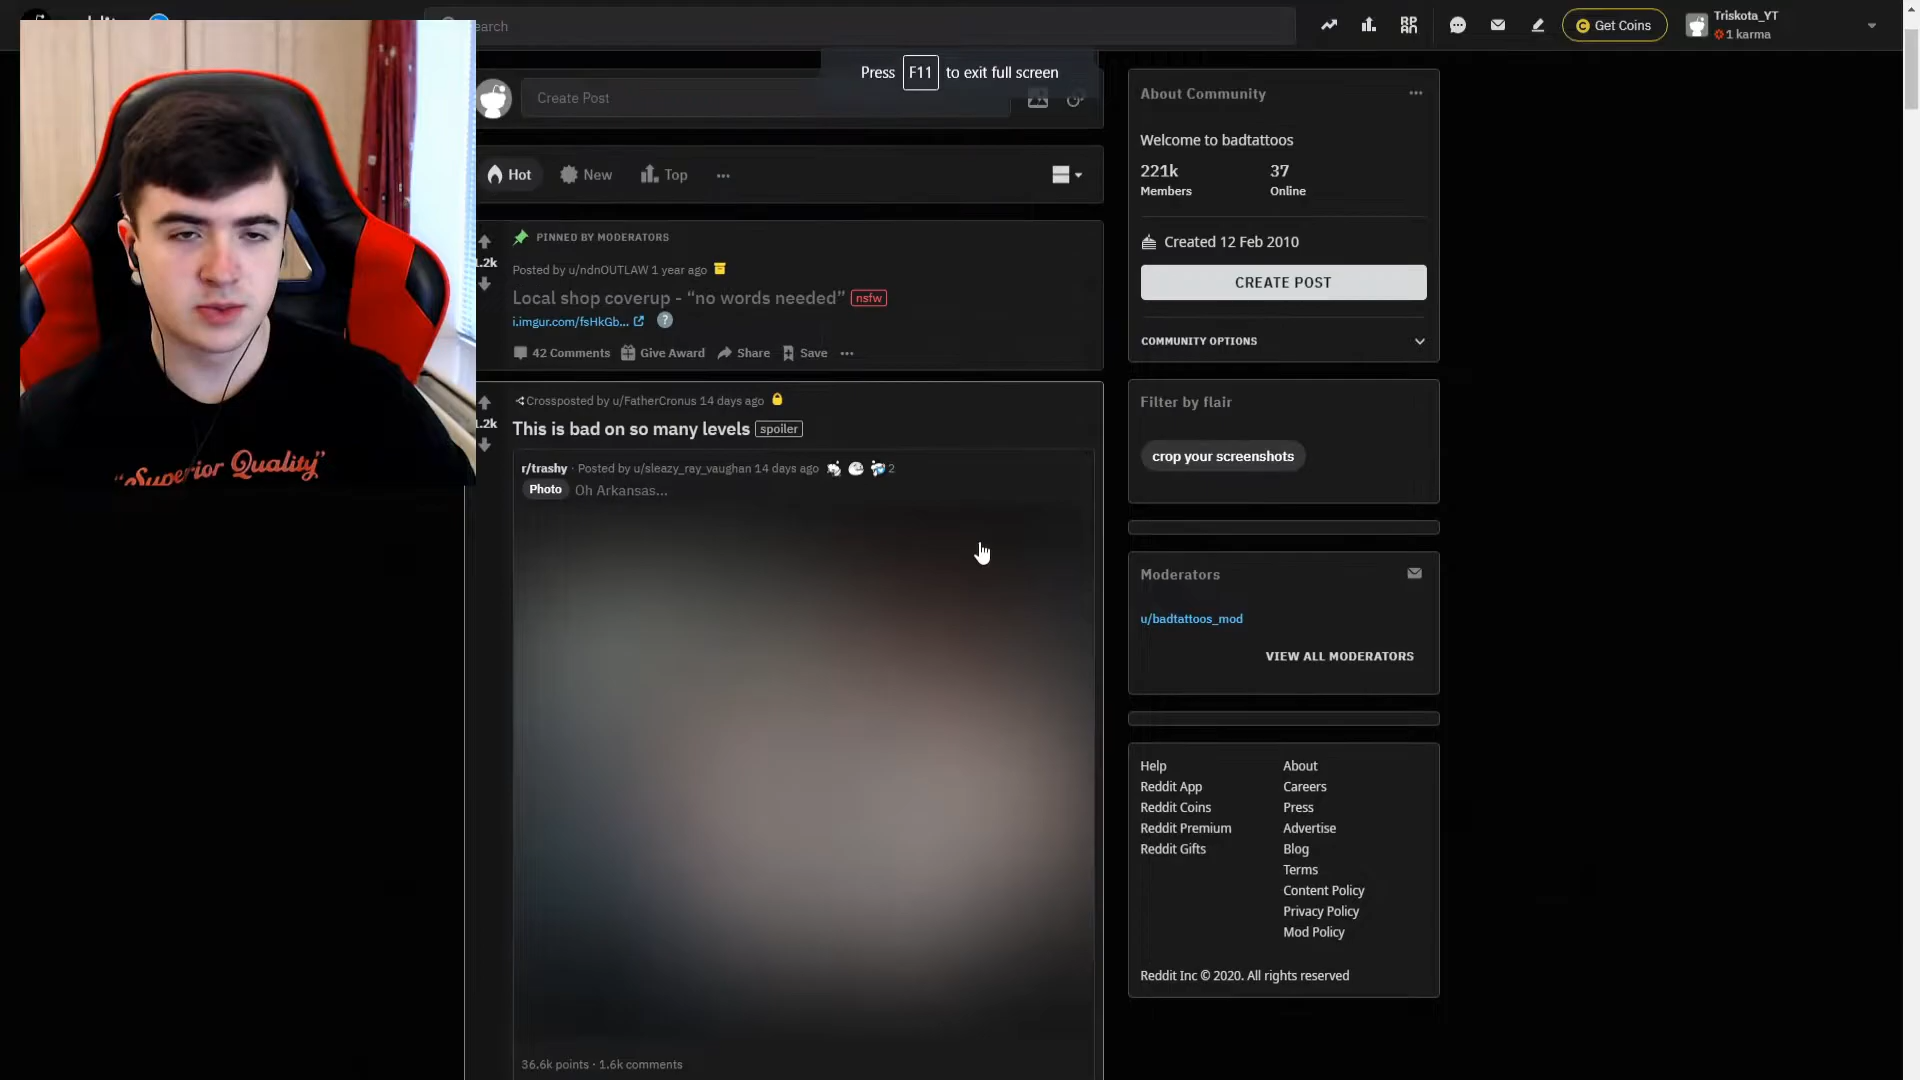 earch
Get Coins
Triskota_YT
1 karma
Press F11 to exit full screen
Create Post
Hot
New
Top
PINNED BY MODERATORS
Posted by u/ndnOUTLAW 1 year ago
1.2k
Local shop coverup - “no words needed” nsfw
i.imgur.com/fsHkGb...
42 Comments
Give Award
Share
Save
Crossposted by u/FatherCronus 14 days ago
1.2k
This is bad on so many levels spoiler
r/trashy · Posted by u/sleazy_ray_vaughan 14 days ago 2
Photo Oh Arkansas...
36.6k points · 1.6k comments
About Community
Welcome to badtattoos
221k 37
Members Online
Created 12 Feb 2010
CREATE POST
COMMUNITY OPTIONS
Filter by flair
crop your screenshots
Moderators
u/badtattoos_mod
VIEW ALL MODERATORS
Help About
Reddit App Careers
Reddit Coins Press
Reddit Premium Advertise
Reddit Gifts Blog
Terms
Content Policy
Privacy Policy
Mod Policy
Reddit Inc © 2020. All rights reserved
“Superior Quality”